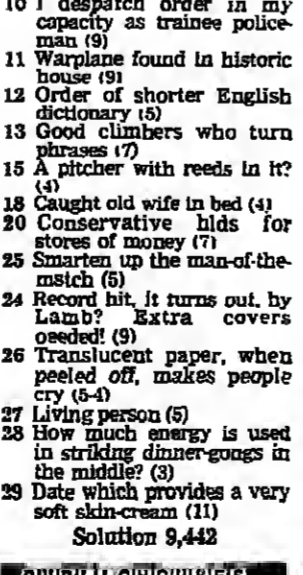 10 I despatch order in my
capacity as trainee police-
man (9)
11 Warplane found in historic
house (9)
12 Order of shorter English
dictionary (5)
13 Good climbers who turn
phrases (7)
15 A pitcher with reeds in it?
(4)
18 Caught old wife in bed (4)
20 Conservative bids for
stores of money (7)
25 Smarten up the man-of-the-
mstch (5)
24 Record hit, it turns out, by
Lamb? Extra covers
oeeded! (9)
26 Translucent paper, when
peeled off, makes people
cry (5-4)
27 Living person (5)
28 How much energy is used
in striking dinner-gongs in
the middle? (3)
29 Date which provides a very
soft skin-cream (11)
Solution 9,442